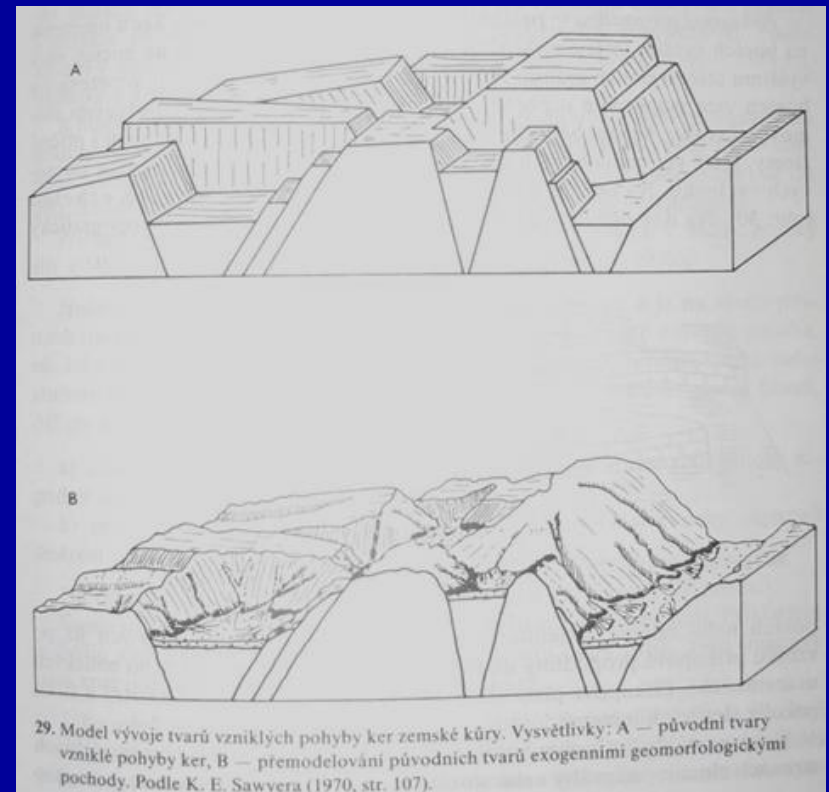 A
B
29. Model vývoje tvarů vzniklých pohyby ker zemské kůry. Vysvětlivky: A — původní tvary
vzniklé pohyby ker, B — přemodelování původních tvarů exogenními geomorfologickými
pochody. Podle K. E. Sawyera (1970, str. 107).